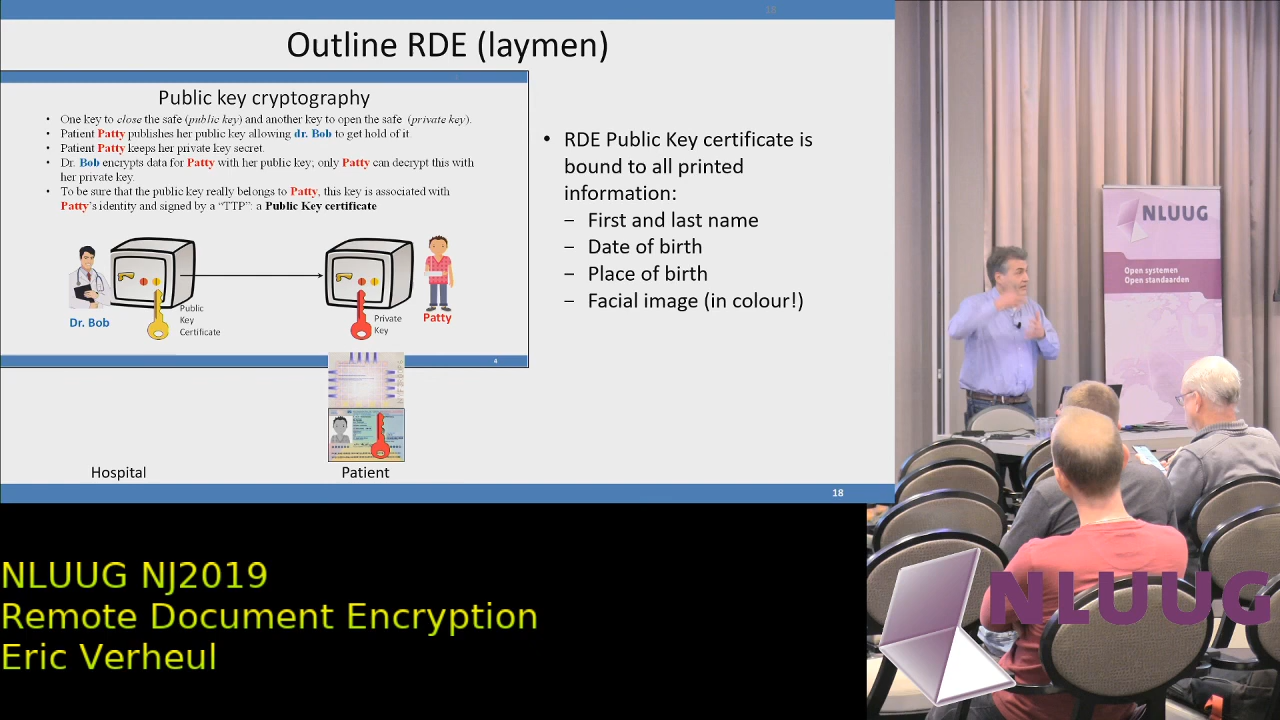 18
Outline RDE (laymen)
Public key cryptography
• One key to close the safe (public key) and another key to open the safe (private key).
• Patient Patty publishes her public key allowing dr. Bob to get hold of it
• Patient Patty keeps her private key secret.
• Dr. Bob encrypts data for Patty with her public key; only Patty can decrypt this with
her private key.
• To be sure that the public key really belongs to Patty, this key is associated with
Patty's identity and signed by a “TTP”: a Public Key certificate
Dr. Bob
Public
Key
Certificate
Private
Key
Patty
4
Hospital
Patient
• RDE Public Key certificate is
bound to all printed
information:
– First and last name
– Date of birth
– Place of birth
– Facial image (in colour!)
18
NLUUG
Open systemen
Open standaarden
NLUUG NJ2019
Remote Document Encryption
Eric Verheul
NLUUG